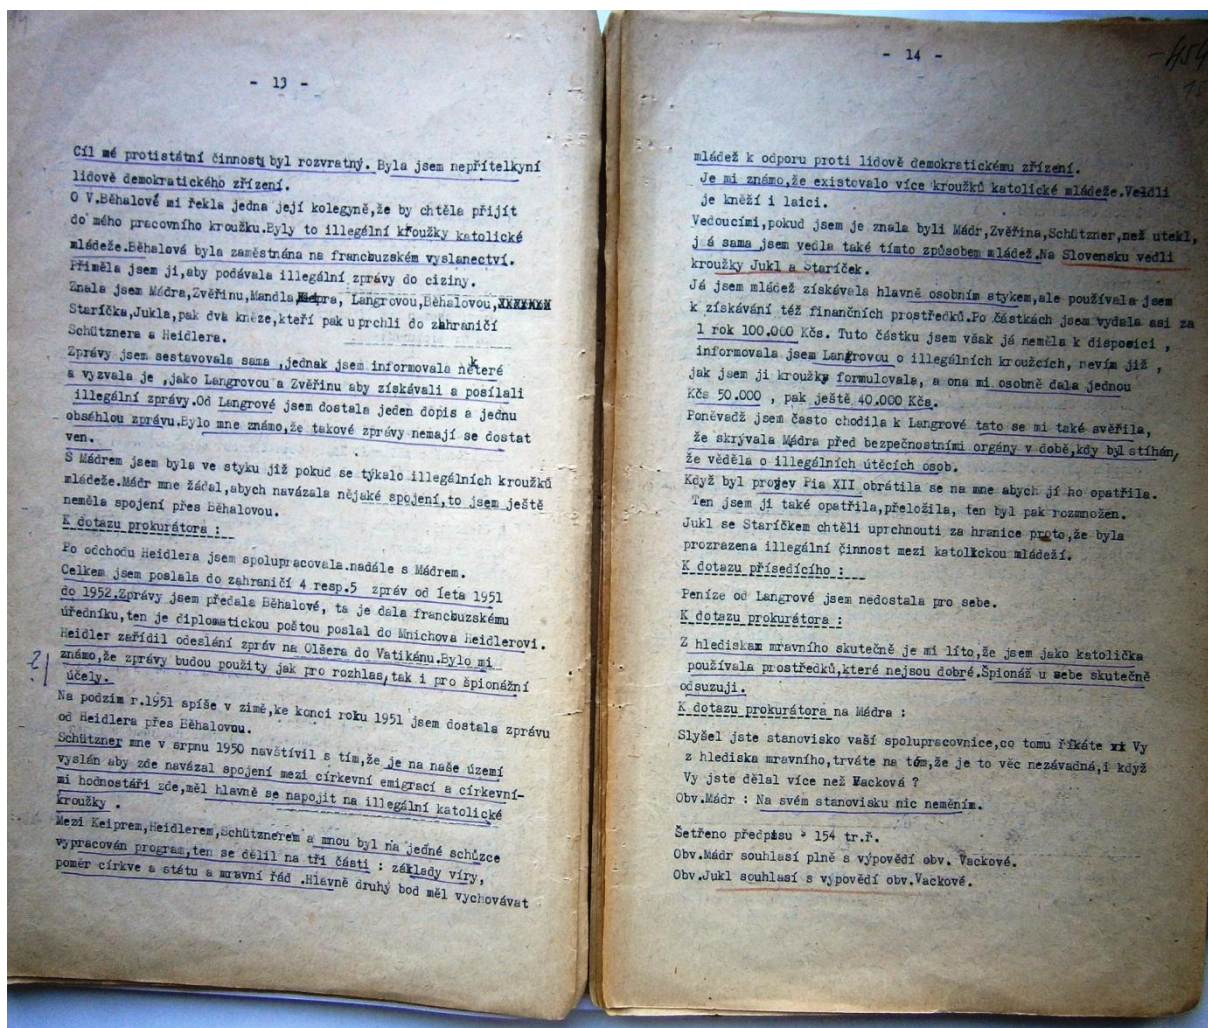 - 13 -
Cíl mé protistátní činnosti byl rozvratný. Byla jsem nepřítelkyní
lidově demokratického zřízení.
O V.Běhalové mi řekla jedna její kolegyně,že by chtěla přijít
do mého pracovního kroužku.Byly to illegální kroužky katolické
mládeže.Běhalová byla zaměstnána na francbuzském vyslanectví.
Přiměla jsem ji,aby podávala illegální zprávy do ciziny.
Znala jsem Mádra,Zvěřinu,Mandla, Langrovou,Běhalovou,
Staríčka,Jukla,pak dva kněze,kteří pak uprchli do zahraničí
Schütznera a Heidlera.
Zprávy jsem sestavovala sama ,jednak jsem informovala některé
a vyzvala je ,jako Langrovou a Zvěřinu aby získávali a posílali
illegální zprávy.Od Langrové jsem dostala jeden dopis a jednu
obsáhlou zprávu.Bylo mne známo,že takové zprávy nemají se dostat
ven.
S Mádrem jsem byla ve styku již pokud se týkalo illegálních kroužků
mládeže.Mádr mne žádal,abych navázala nějaké spojení,to jsem ještě
neměla spojení přes Běhalovou.
K dotazu prokurátora :
Po odchodu Heidlera jsem spolupracovala.nadále s Mádrem.
Celkem jsem poslala do zahraničí 4 resp.5 zpráv od leta 1951
do 1952.Zprávy jsem předala Běhalové, ta je dala francbuzskému
úředníku,ten je diplomatickou poštou poslal do Mnichova Heidlerovi.
Heidler zařídil odeslání zpráv na Olšera do Vatikánu.Bylo mi
známo,že zprávy budou použity jak pro rozhlas,tak i pro špionážní
účely.
Na podzim r.1951 spíše v zimě,ke konci roku 1951 jsem dostala zprávu
od Heidlera přes Běhalovou.
Schützner mne v srpnu 1950 navštívil s tím,že je na naše území
vyslán aby zde navázal spojení mezi církevní emigrací a církevní-
mi hodnostáři zde,měl hlavně se napojit na illegální katolické
kroužky .
Mezi Keiprem,Heidlerem,Schütznerem a mnou byl na jedné schůzce
vypracován program,ten se dělil na tři části : základy víry,
poměr církve a státu a mravní řád .Hlavně druhý bod měl vychovávat
- 14 -
mládež k odporu proti lidově demokratickému zřízení.
Je mi známo,že existovalo více kroužků katolické mládeže.Vedli
je kněží i laici.
Vedoucími,pokud jsem je znala byli Mádr,Zvěřina,Schützner,než utekl,
já sama jsem vedla také tímto způsobem mládež.Na Slovensku vedli
kroužky Jukl a Staríček.
Já jsem mládež získávala hlavně osobním stykem,ale používala jsem
k získávání též finančních prostředků.Po částkách jsem vydala asi za
1 rok 100.000 Kčs. Tuto částku jsem však já neměla k disposici ,
informovala jsem Langrovou o illegálních kroužcích, nevím již ,
jak jsem ji kroužky formulovala, a ona mi osobně dala jednou
Kčs 50.000 , pak ještě 40.000 Kčs.
Poněvadž jsem často chodila k Langrové tato se mi také svěřila,
že skrývala Mádra před bezpečnostními orgány v době,kdy byl stíhán,
že věděla o illegálních útěcích osob.
Když byl projev Pia XII obrátila se na mne abych jí ho opatřila.
Ten jsem ji také opatřila,přeložila, ten byl pak rozmnožen.
Jukl se Staríčkem chtěli uprchnouti za hranice proto,že byla
prozrazena illegální činnost mezi katolickou mládeží.
K dotazu přísedícího :
Peníze od Langrové jsem nedostala pro sebe.
K dotazu prokurátora :
Z hlediskam mravního skutečně je mi líto,že jsem jako katolička
používala prostředků,které nejsou dobré.Špionáž u sebe skutečně
odsuzuji.
K dotazu prokurátora na Mádra :
Slyšel jste stanovisko vaší spolupracovnice,co tomu říkáte Vy
z hlediska mravního,trváte na tóm,že je to věc nezávadná,i když
Vy jste dělal více než Vacková ?
Obv.Mádr : Na svém stanovisku nic neměním.
Šetřeno předpisu § 154 tr.ř.
Obv.Mádr souhlasí plně s výpovědí obv. Vackové.
Obv.Jukl souhlasí s výpovědí obv.Vackové.